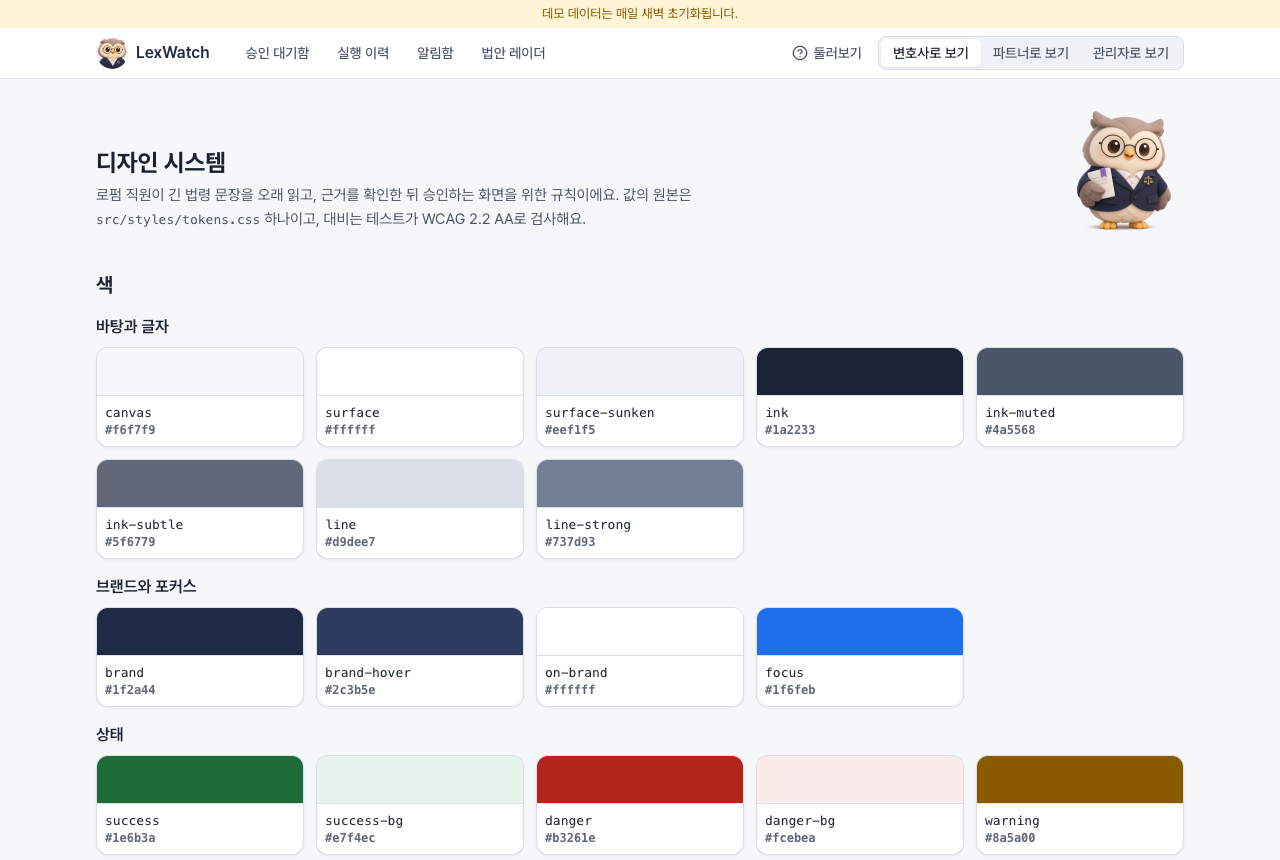 데모 데이터는 매일 새벽 초기화됩니다.
LexWatch 승인 대기함 실행 이력 알림함 법안 레이더 둘러보기 변호사로 보기 파트너로 보기 관리자로 보기
디자인 시스템
로펌 직원이 긴 법령 문장을 오래 읽고, 근거를 확인한 뒤 승인하는 화면을 위한 규칙이에요. 값의 원본은
src/styles/tokens.css 하나이고, 대비는 테스트가 WCAG 2.2 AA로 검사해요.
색
바탕과 글자
canvas surface surface-sunken ink ink-muted
#f6f7f9 #ffffff #eef1f5 #1a2233 #4a5568
ink-subtle line line-strong
#5f6779 #d9dee7 #737d93
브랜드와 포커스
brand brand-hover on-brand focus
#1f2a44 #2c3b5e #ffffff #1f6feb
상태
success success-bg danger danger-bg warning
#1e6b3a #e7f4ec #b3261e #fcebea #8a5a00